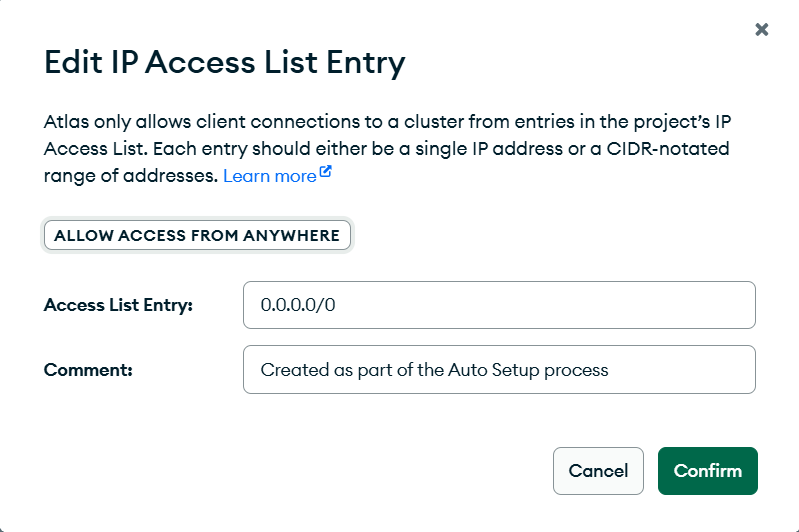 Edit IP Access List Entry
Atlas only allows client connections to a cluster from entries in the project's IP
Access List. Each entry should either be a single IP address or a CIDR-notated
range of addresses. Learn more
ALLOW ACCESS FROM ANYWHERE
Access List Entry: 0.0.0.0/0
Comment: Created as part of the Auto Setup process
Cancel Confirm